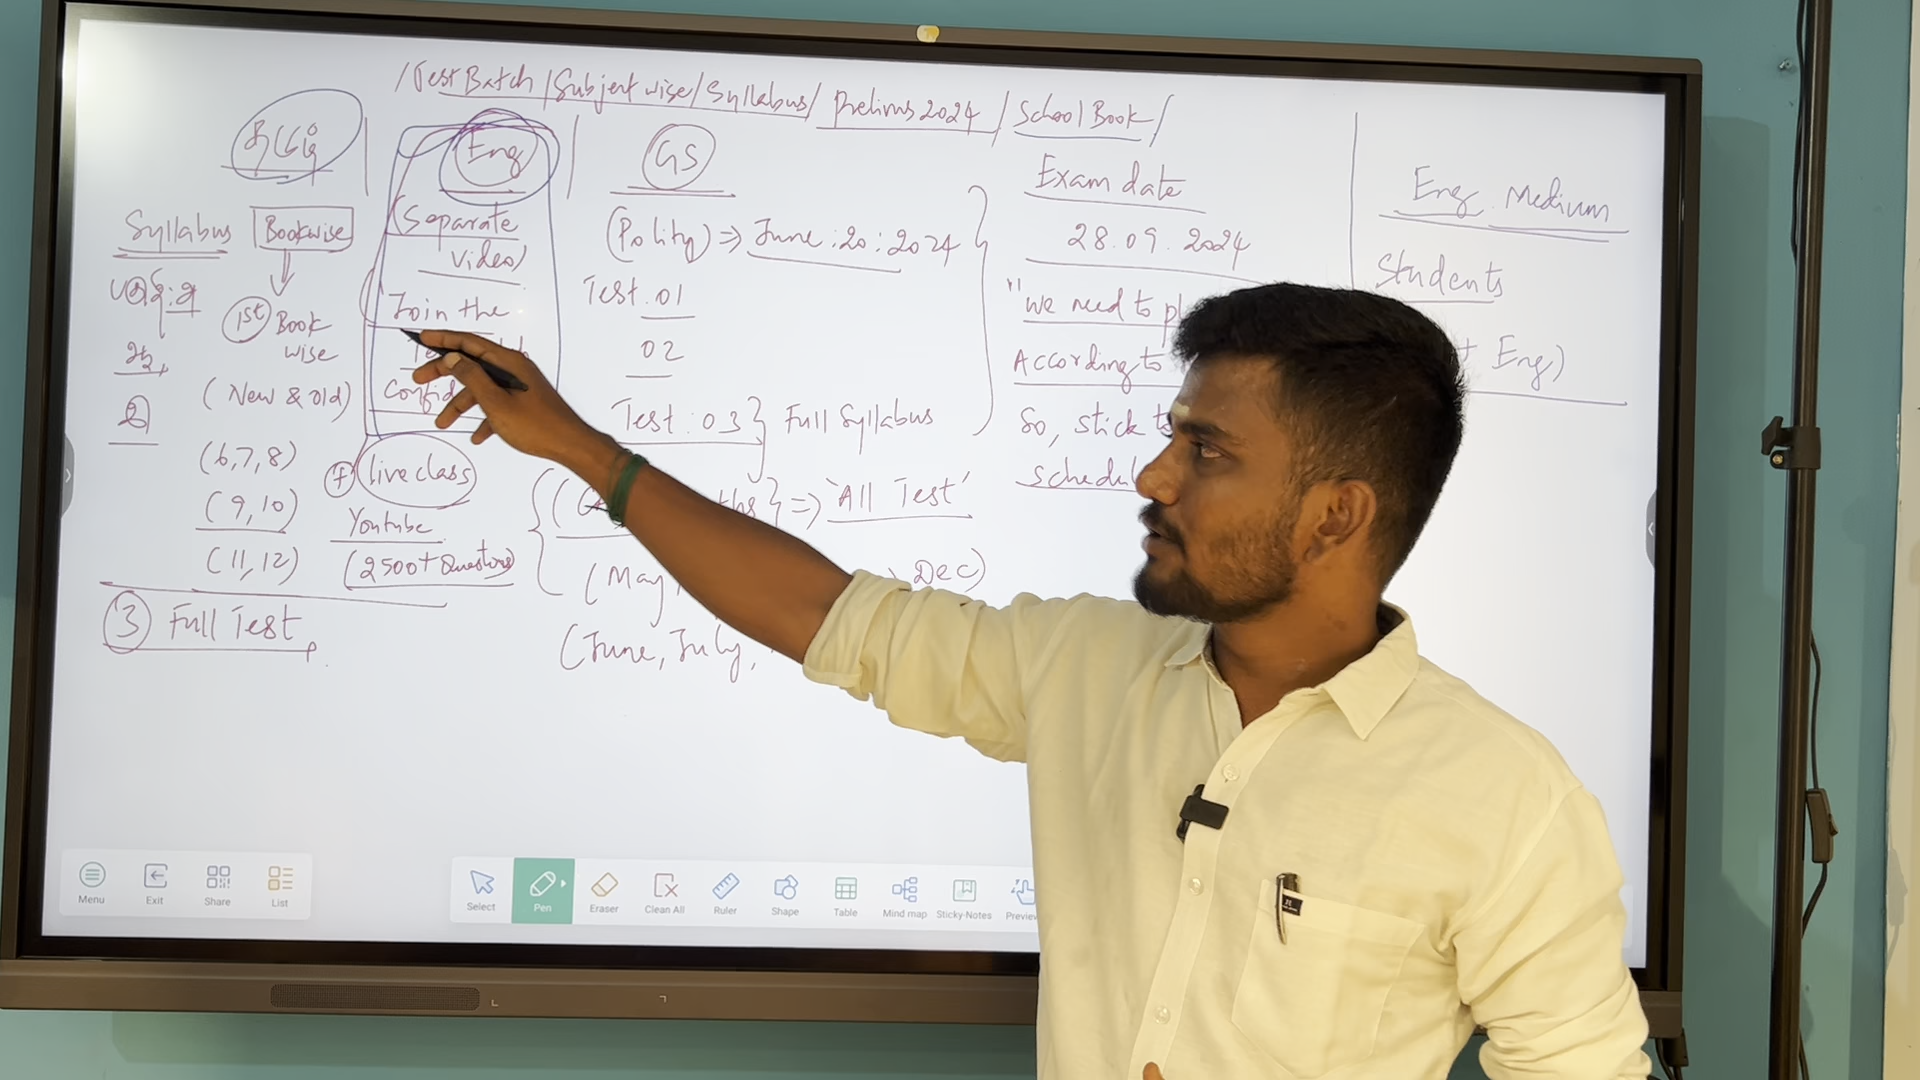 /Test Batch/Subject wise/Syllabus/ Prelims 2024 / School Book /
தமிழ்
Syllabus
Bookwise
பகுதி:அ
ஆ,
இ
1st Book
wise
(New & old)
(6,7,8)
(9,10)
(11,12)
3 Full Test
Eng
(Separate
Video)
Join the
+ live class
Youtube
(2500+ Questions)
GS
(Polity) => June:20:2024
Test.01
02
Test:03} Full Syllabus
=> 'All Test'
(May
Dec)
(June, July,
Exam date
28.09.2024
"we need to
According to
So, stick
Eng Medium
Students
Eng)
Menu
Exit
Share
List
Select
Pen
Eraser
Clean All
Ruler
Shape
Table
Mind map
Sticky-Notes